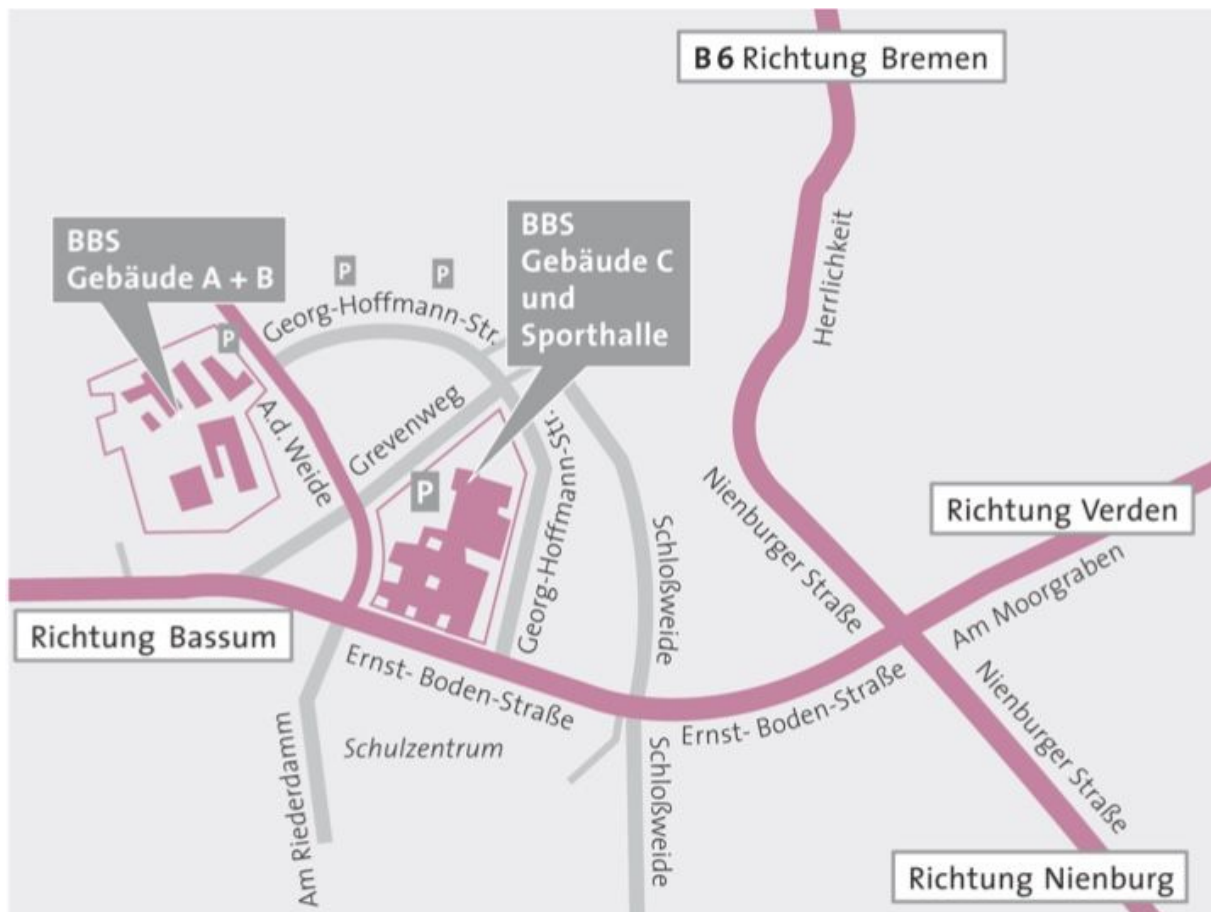 B 6 Richtung Bremen
BBS
Gebäude A + B
BBS
Gebäude C
und
Sporthalle
P
P
P
P
Georg-Hoffmann-Str.
Herrlichkeit
A.d. Weide
Grevenweg
Georg-Hoffmann-Str.
Schloßweide
Nienburger Straße
Richtung Verden
Am Moorgraben
Richtung Bassum
Ernst- Boden-Straße
Ernst- Boden-Straße
Nienburger Straße
Am Riederdamm
Schulzentrum
Schloßweide
Richtung Nienburg